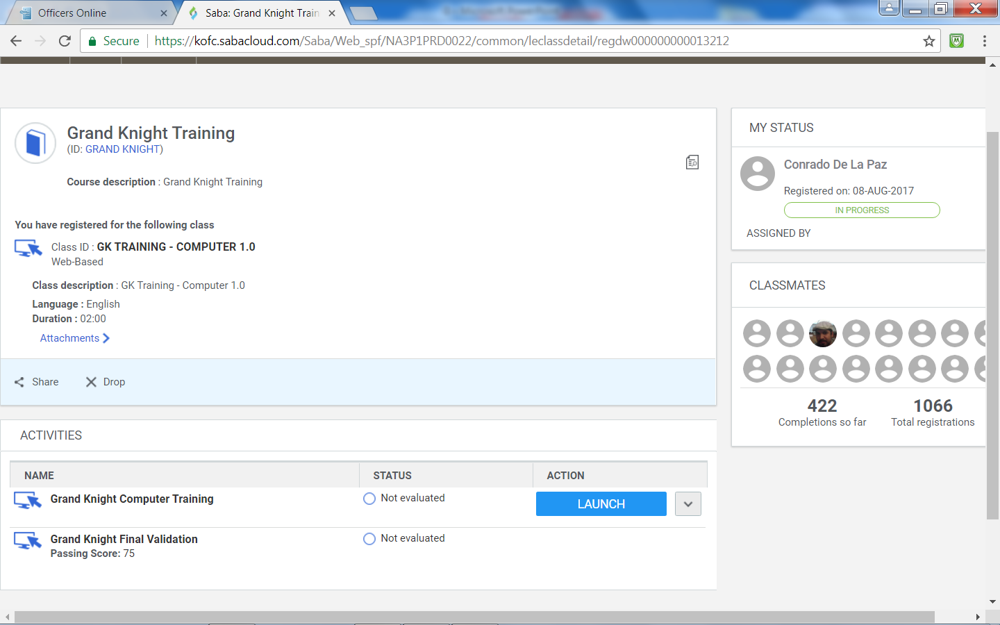 Officers Online
Saba: Grand Knight Train
Secure
https://kofc.sabacloud.com/Saba/Web_spf/NA3P1PRD0022/common/leclassdetail/regdw000000000013212
Grand Knight Training
(ID: GRAND KNIGHT)
Course description : Grand Knight Training
You have registered for the following class
Class ID : GK TRAINING - COMPUTER 1.0
Web-Based
Class description : GK Training - Computer 1.0
Language : English
Duration : 02:00
Attachments
Share
Drop
MY STATUS
Conrado De La Paz
Registered on: 08-AUG-2017
IN PROGRESS
ASSIGNED BY
CLASSMATES
422
Completions so far
1066
Total registrations
ACTIVITIES
NAME STATUS ACTION
Grand Knight Computer Training Not evaluated LAUNCH
Grand Knight Final Validation Not evaluated
Passing Score: 75